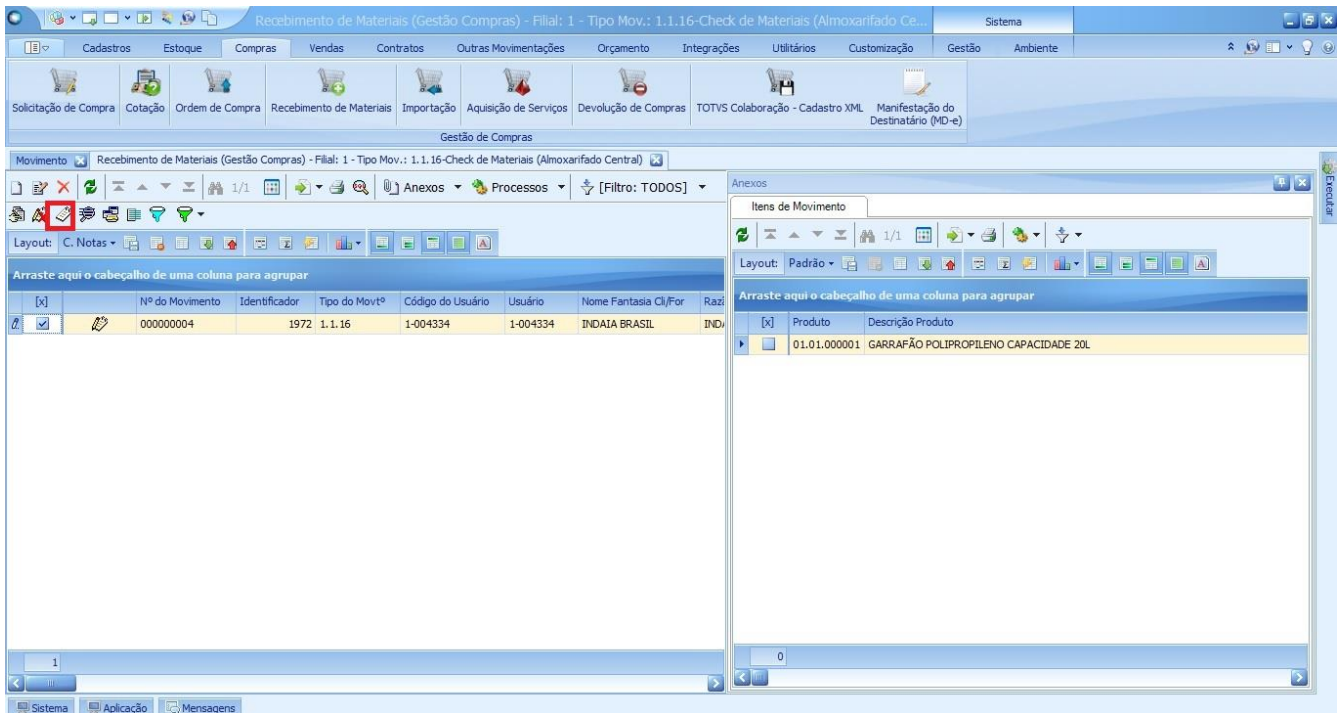 Recebimento de Materiais (Gestão Compras) - Filial: 1 - Tipo Mov.: 1.1.16-Check de Materiais (Almoxarifado Ce...
Sistema
Cadastros Estoque Compras Vendas Contratos Outras Movimentações Orçamento Integrações Utilitários Customização Gestão Ambiente
Solicitação de Compra Cotação Ordem de Compra Recebimento de Materiais Importação Aquisição de Serviços Devolução de Compras TOTVS Colaboração - Cadastro XML Manifestação do
Destinatário (MD-e)
Gestão de Compras
Movimento Recebimento de Materiais (Gestão Compras) - Filial: 1 - Tipo Mov.: 1.1.16-Check de Materiais (Almoxarifado Central)
Executar
1/1 Anexos Processos [Filtro: TODOS]
Layout: C. Notas
Arraste aqui o cabeçalho de uma coluna para agrupar
[X] Nº do Movimento Identificador Tipo do Movtº Código do Usuário Usuário Nome Fantasia Cli/For Razã
000000004 1972 1.1.16 1-004334 1-004334 INDAIA BRASIL INDA
1
Anexos
Itens de Movimento
1/1
Layout: Padrão
Arraste aqui o cabeçalho de uma coluna para agrupar
[X] Produto Descrição Produto
01.01.000001 GARRAFÃO POLIPROPILENO CAPACIDADE 20L
0
Sistema Aplicação Mensagens